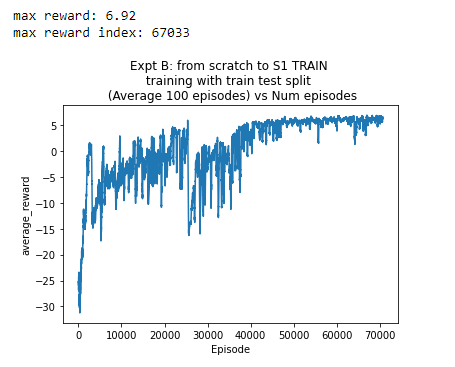 max reward: 6.92
max reward index: 67033
Expt B: from scratch to S1 TRAIN
training with train test split
(Average 100 episodes) vs Num episodes
5
0
−5
−10
−15
−20
−25
−30
average_reward
0 10000 20000 30000 40000 50000 60000 70000
Episode